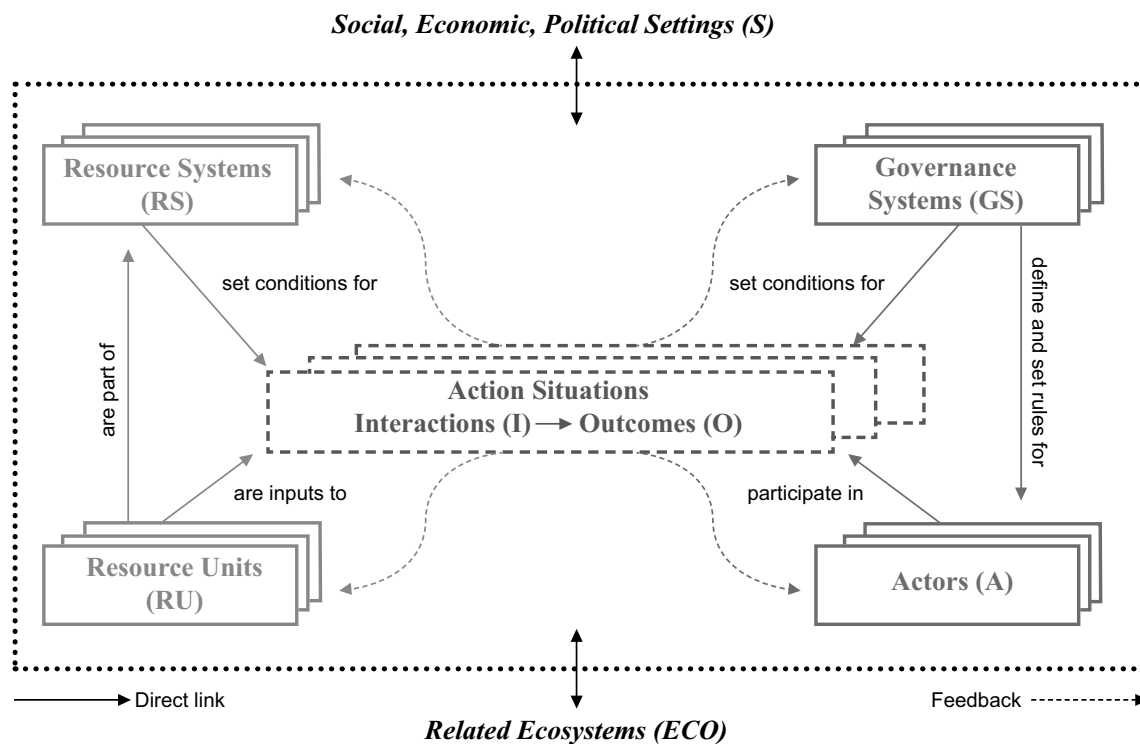 Social, Economic, Political Settings (S)
Resource Systems
(RS)
Governance
Systems (GS)
set conditions for
set conditions for
are part of
define and set rules for
Action Situations
Interactions (I) → Outcomes (O)
are inputs to
participate in
Resource Units
(RU)
Actors (A)
Direct link
Feedback
Related Ecosystems (ECO)